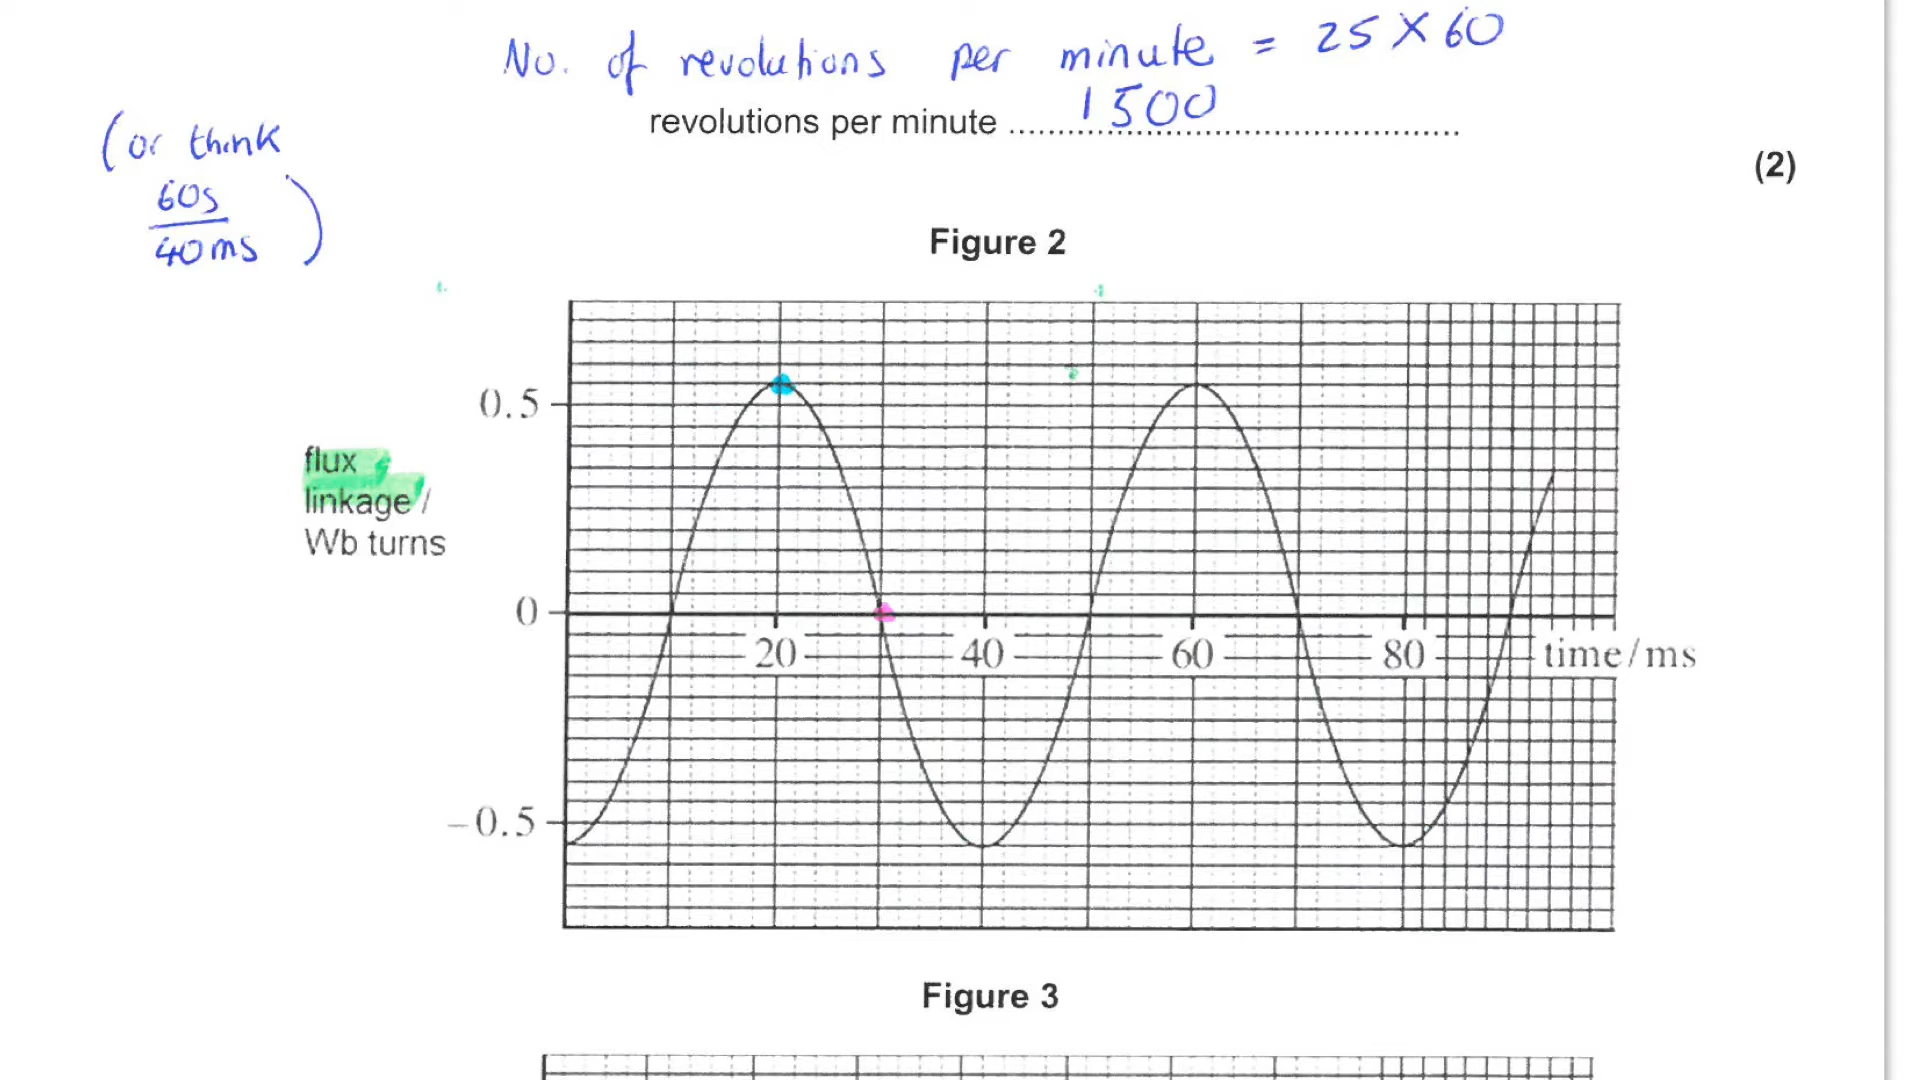 No. of revolutions per minute = 25 × 60
revolutions per minute .......... 1500 ..........
(or think
60s
40ms
)
(2)
Figure 2
0.5
flux
linkage /
Wb turns
0
20 40 60 80 time/ms
−0.5
Figure 3